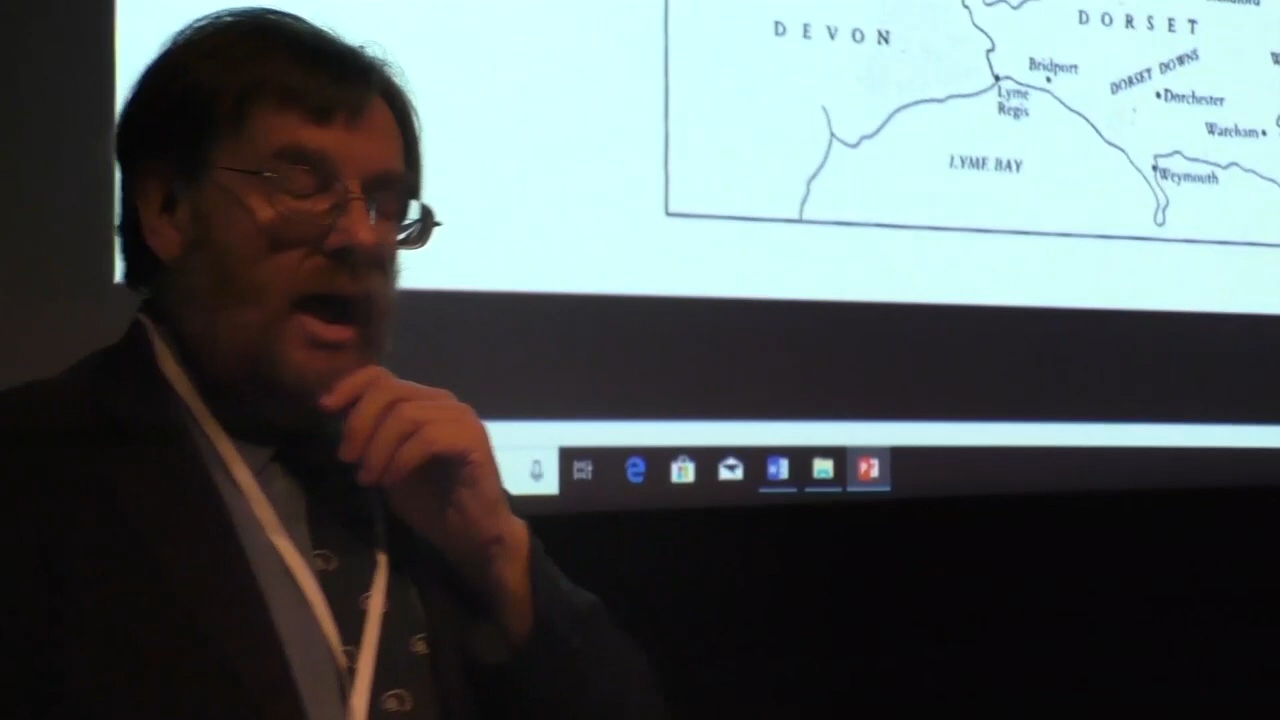 DORSET
DEVON
Bridport
DORSET DOWNS
Lyme
Regis
Dorchester
Wareham
LYME BAY
Weymouth